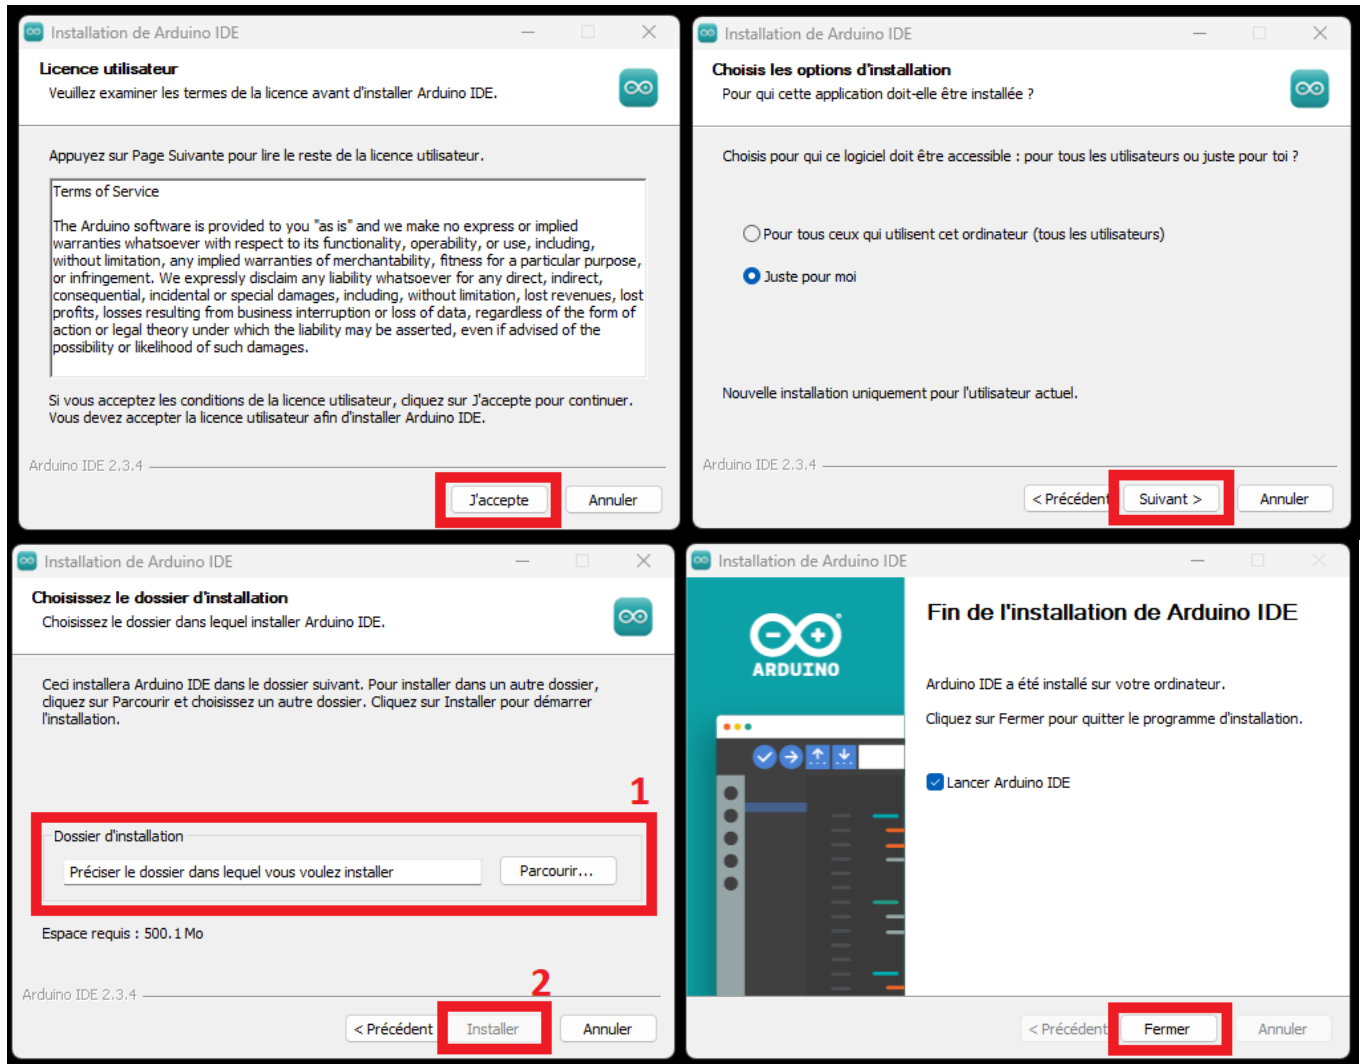 Installation de Arduino IDE
Licence utilisateur
Veuillez examiner les termes de la licence avant d'installer Arduino IDE.
Appuyez sur Page Suivante pour lire le reste de la licence utilisateur.
Terms of Service
The Arduino software is provided to you "as is" and we make no express or implied
warranties whatsoever with respect to its functionality, operability, or use, including,
without limitation, any implied warranties of merchantability, fitness for a particular purpose,
or infringement. We expressly disclaim any liability whatsoever for any direct, indirect,
consequential, incidental or special damages, including, without limitation, lost revenues, lost
profits, losses resulting from business interruption or loss of data, regardless of the form of
action or legal theory under which the liability may be asserted, even if advised of the
possibility or likelihood of such damages.
Si vous acceptez les conditions de la licence utilisateur, cliquez sur J'accepte pour continuer.
Vous devez accepter la licence utilisateur afin d'installer Arduino IDE.
Arduino IDE 2.3.4
J'accepte
Annuler
Installation de Arduino IDE
Choisis les options d'installation
Pour qui cette application doit-elle être installée ?
Choisis pour qui ce logiciel doit être accessible : pour tous les utilisateurs ou juste pour toi ?
Pour tous ceux qui utilisent cet ordinateur (tous les utilisateurs)
Juste pour moi
Nouvelle installation uniquement pour l'utilisateur actuel.
Arduino IDE 2.3.4
< Précédent
Suivant >
Annuler
Installation de Arduino IDE
Choisissez le dossier d'installation
Choisissez le dossier dans lequel installer Arduino IDE.
Ceci installera Arduino IDE dans le dossier suivant. Pour installer dans un autre dossier,
cliquez sur Parcourir et choisissez un autre dossier. Cliquez sur Installer pour démarrer
l'installation.
1
Dossier d'installation
Préciser le dossier dans lequel vous voulez installer
Parcourir...
Espace requis : 500.1 Mo
2
Arduino IDE 2.3.4
< Précédent
Installer
Annuler
Installation de Arduino IDE
ARDUINO
Fin de l'installation de Arduino IDE
Arduino IDE a été installé sur votre ordinateur.
Cliquez sur Fermer pour quitter le programme d'installation.
Lancer Arduino IDE
< Précédent
Fermer
Annuler